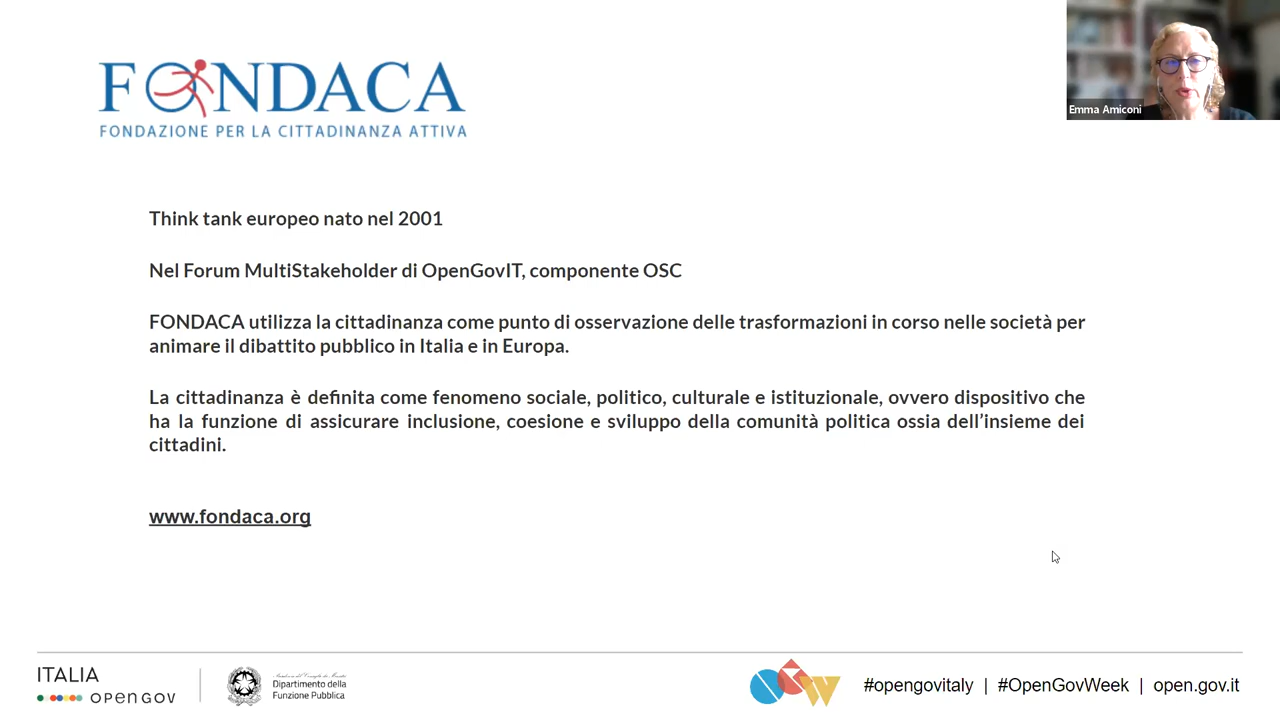 FONDACA
FONDAZIONE PER LA CITTADINANZA ATTIVA
Emma Amiconi
Think tank europeo nato nel 2001
Nel Forum MultiStakeholder di OpenGovIT, componente OSC
FONDACA utilizza la cittadinanza come punto di osservazione delle trasformazioni in corso nelle società per
animare il dibattito pubblico in Italia e in Europa.
La cittadinanza è definita come fenomeno sociale, politico, culturale e istituzionale, ovvero dispositivo che
ha la funzione di assicurare inclusione, coesione e sviluppo della comunità politica ossia dell’insieme dei
cittadini.
www.fondaca.org
ITALIA
open gov
Dipartimento della
Funzione Pubblica
OGW
#opengovitaly | #OpenGovWeek | open.gov.it